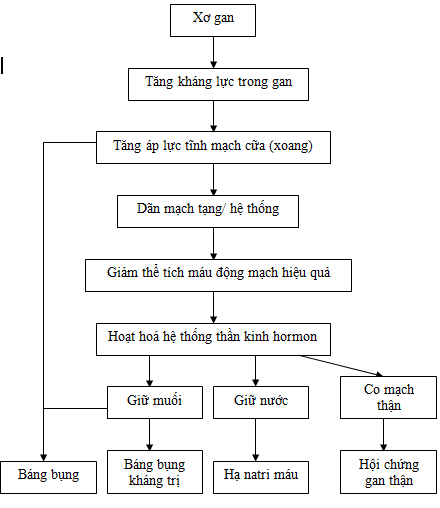 Xơ gan
Tăng kháng lực trong gan
Tăng áp lực tĩnh mạch cữa (xoang)
Dãn mạch tạng/ hệ thống
Giảm thể tích máu động mạch hiệu quả
Hoạt hoá hệ thống thần kinh hormon
Giữ muối
Giữ nước
Co mạch
thận
Báng bụng
Báng bụng
kháng trị
Hạ natri máu
Hội chứng
gan thận